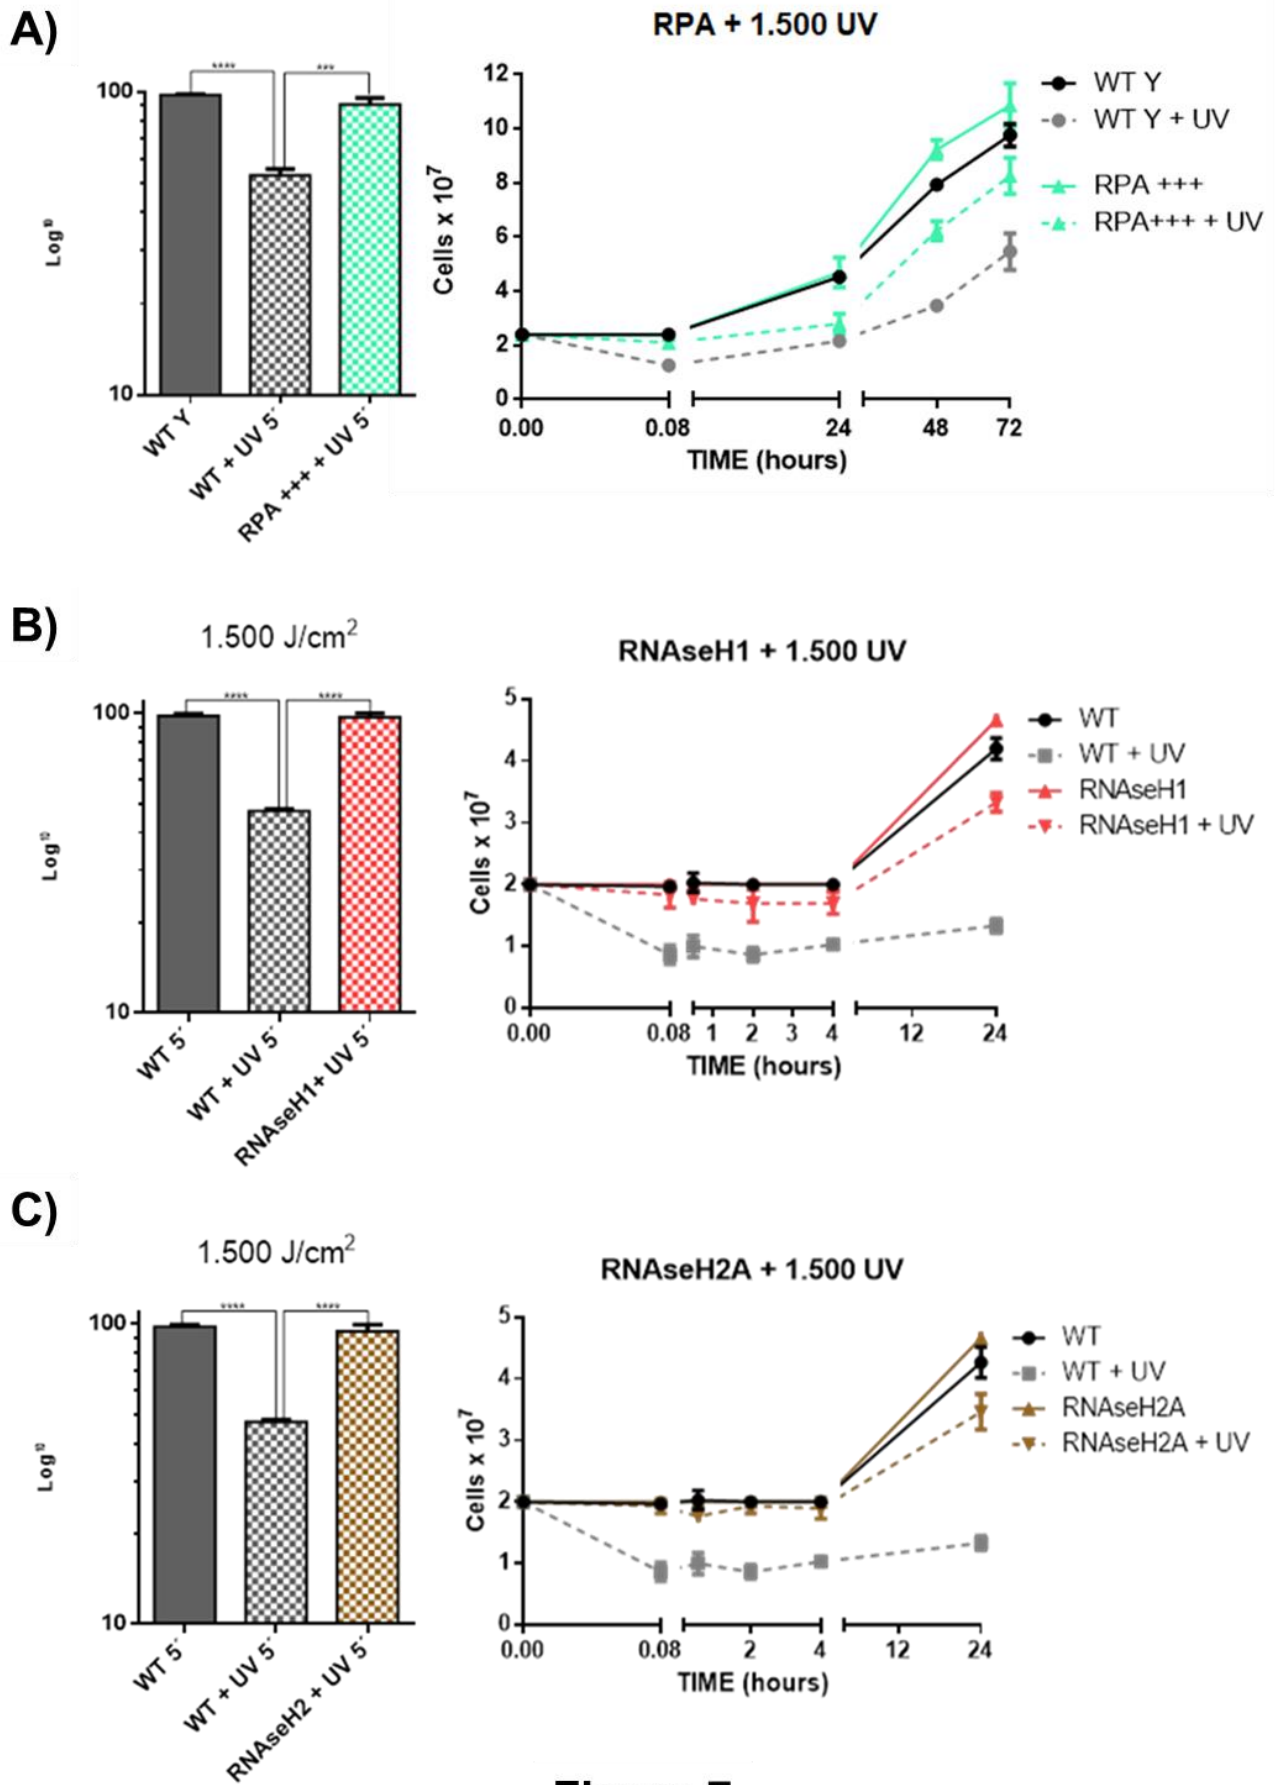 A)
RPA + 1.500 UV
100
10
Log10
WT Y
WT + UV 5'
RPA +++ + UV 5'
12
10
8
6
4
2
0
Cells x 10^7
0.00
0.08
24
48
72
TIME (hours)
WT Y
WT Y + UV
RPA +++
RPA+++ + UV
B)
1.500 J/cm2
RNAseH1 + 1.500 UV
****
****
100
10
Log10
WT 5'
WT + UV 5'
RNAseH1+ UV 5'
5
4
3
2
1
0
Cells x 10^7
0.00
0.08
1
2
3
4
12
24
TIME (hours)
WT
WT + UV
RNAseH1
RNAseH1 + UV
C)
1.500 J/cm2
RNAseH2A + 1.500 UV
****
****
100
10
Log10
WT 5'
WT + UV 5'
RNAseH2 + UV 5'
5
4
3
2
1
0
Cells x 10^7
0.00
0.08
2
4
12
24
TIME (hours)
WT
WT + UV
RNAseH2A
RNAseH2A + UV